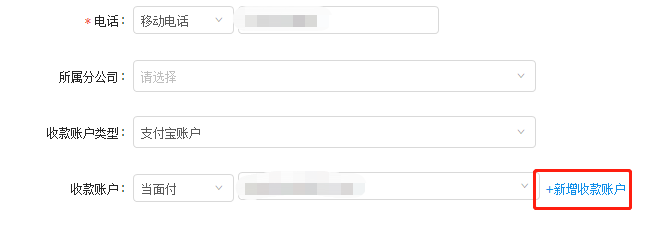 *电话: 移动电话
所属分公司: 请选择
收款账户类型: 支付宝账户
收款账户: 当面付 +新增收款账户